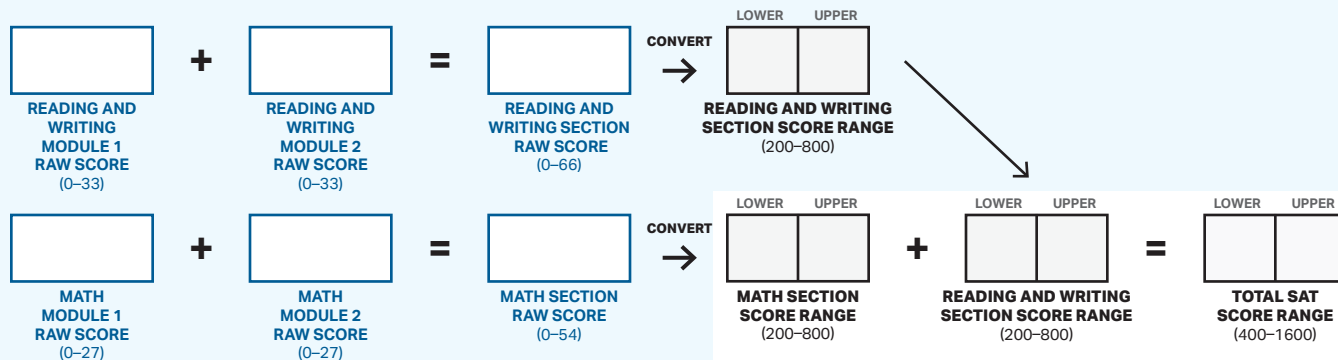 LOWER UPPER
+ = CONVERT →
READING AND
WRITING
MODULE 1
RAW SCORE
(0–33)
READING AND
WRITING
MODULE 2
RAW SCORE
(0–33)
READING AND
WRITING SECTION
RAW SCORE
(0–66)
READING AND WRITING
SECTION SCORE RANGE
(200–800)
LOWER UPPER
LOWER UPPER
LOWER UPPER
+ = CONVERT → + =
MATH
MODULE 1
RAW SCORE
(0–27)
MATH
MODULE 2
RAW SCORE
(0–27)
MATH SECTION
RAW SCORE
(0–54)
MATH SECTION
SCORE RANGE
(200–800)
READING AND WRITING
SECTION SCORE RANGE
(200–800)
TOTAL SAT
SCORE RANGE
(400–1600)